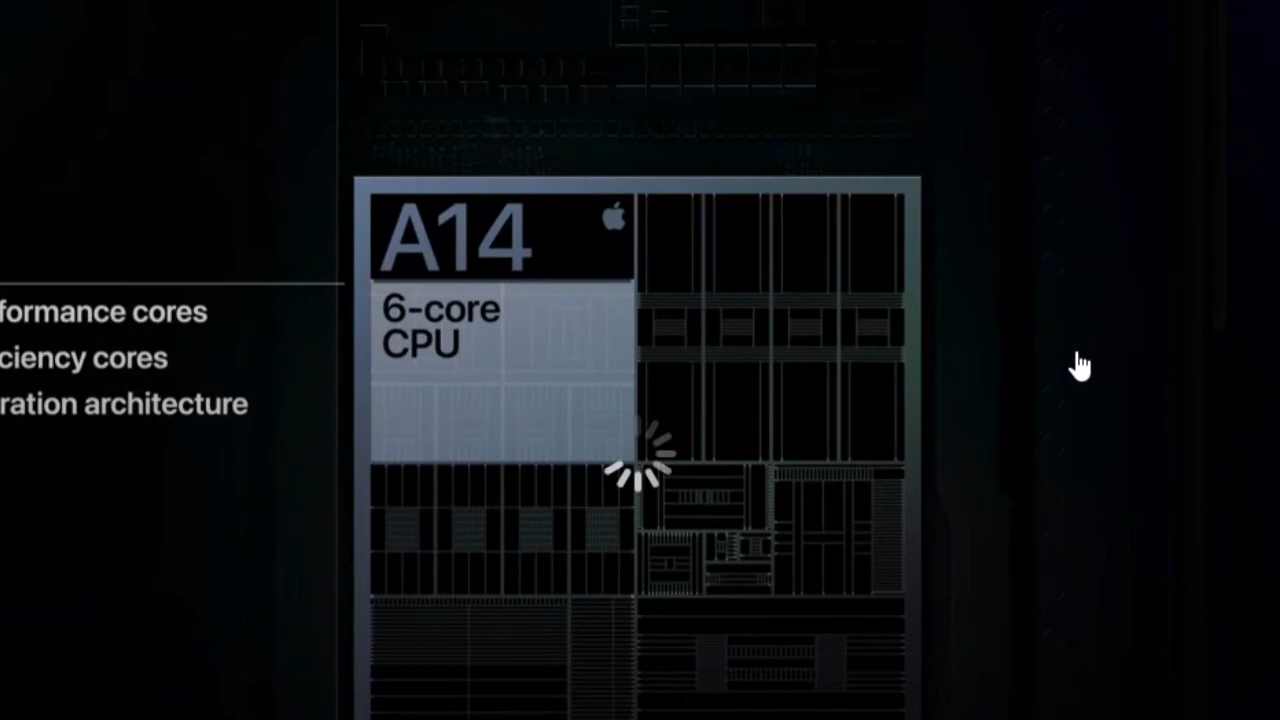 A14
6-core
CPU
formance cores
ciency cores
ration architecture